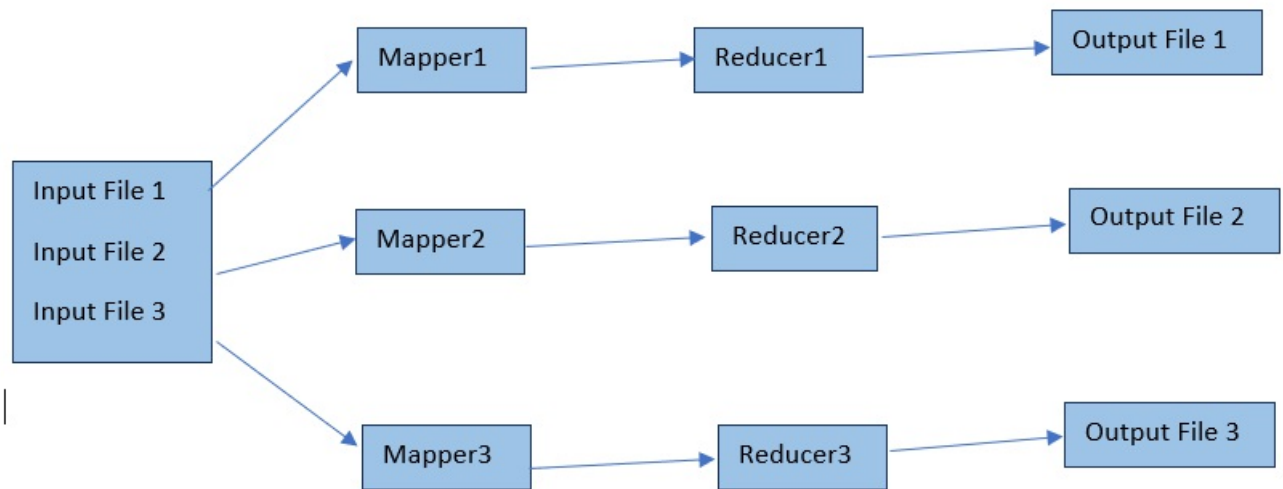 Input File 1
Input File 2
Input File 3
Mapper1
Reducer1
Output File 1
Mapper2
Reducer2
Output File 2
Mapper3
Reducer3
Output File 3